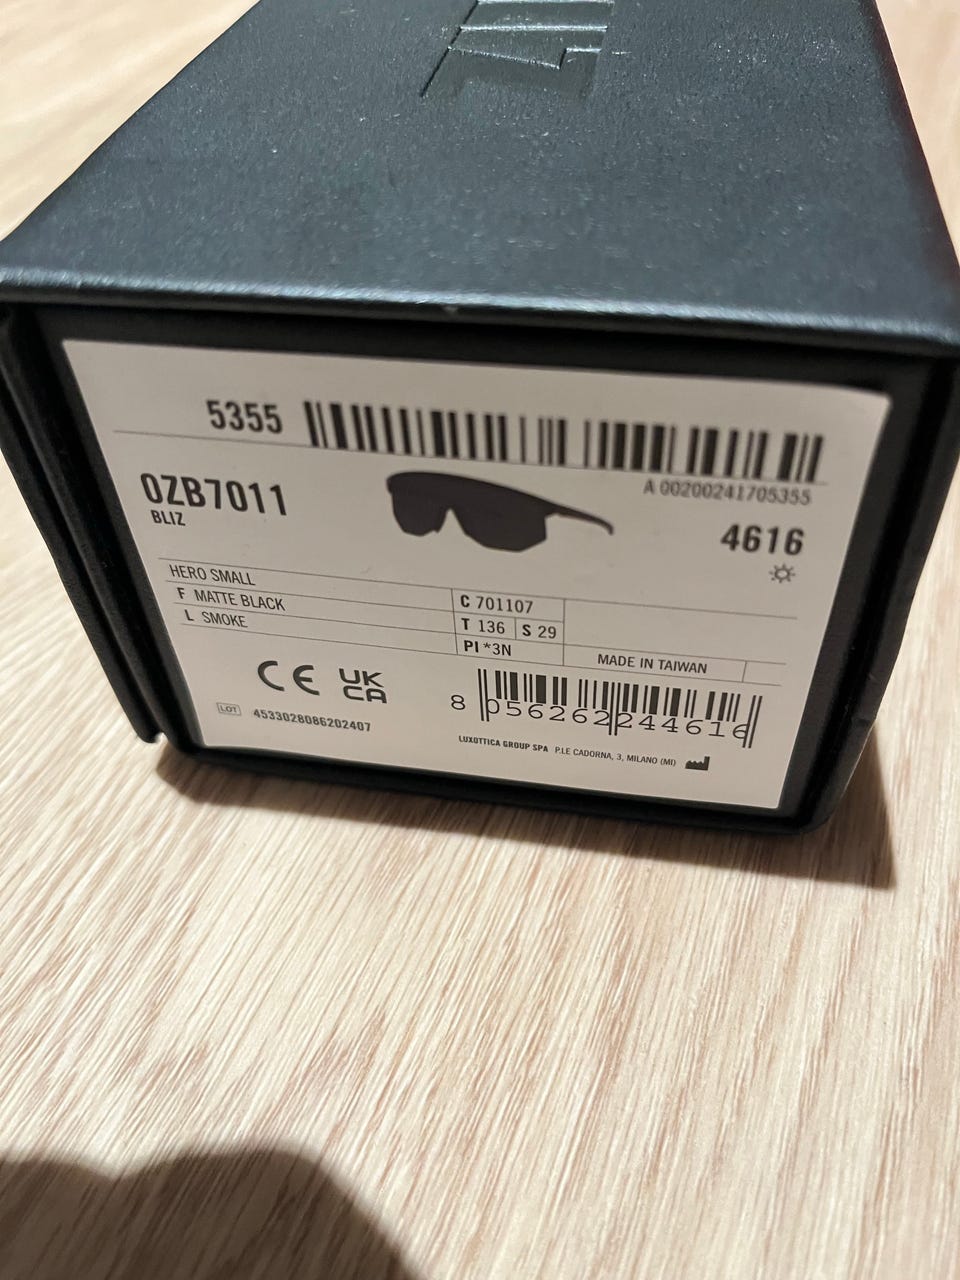 5355
A 00200241705355
0ZB7011
BLIZ
4616
HERO SMALL
F MATTE BLACK
C 701107
L SMOKE
T 136 S 29
PI *3N
MADE IN TAIWAN
CE UK CA
8 056262 244616
LOT 4533028086202407
LUXOTTICA GROUP SPA P.LE CADORNA, 3, MILANO (MI)